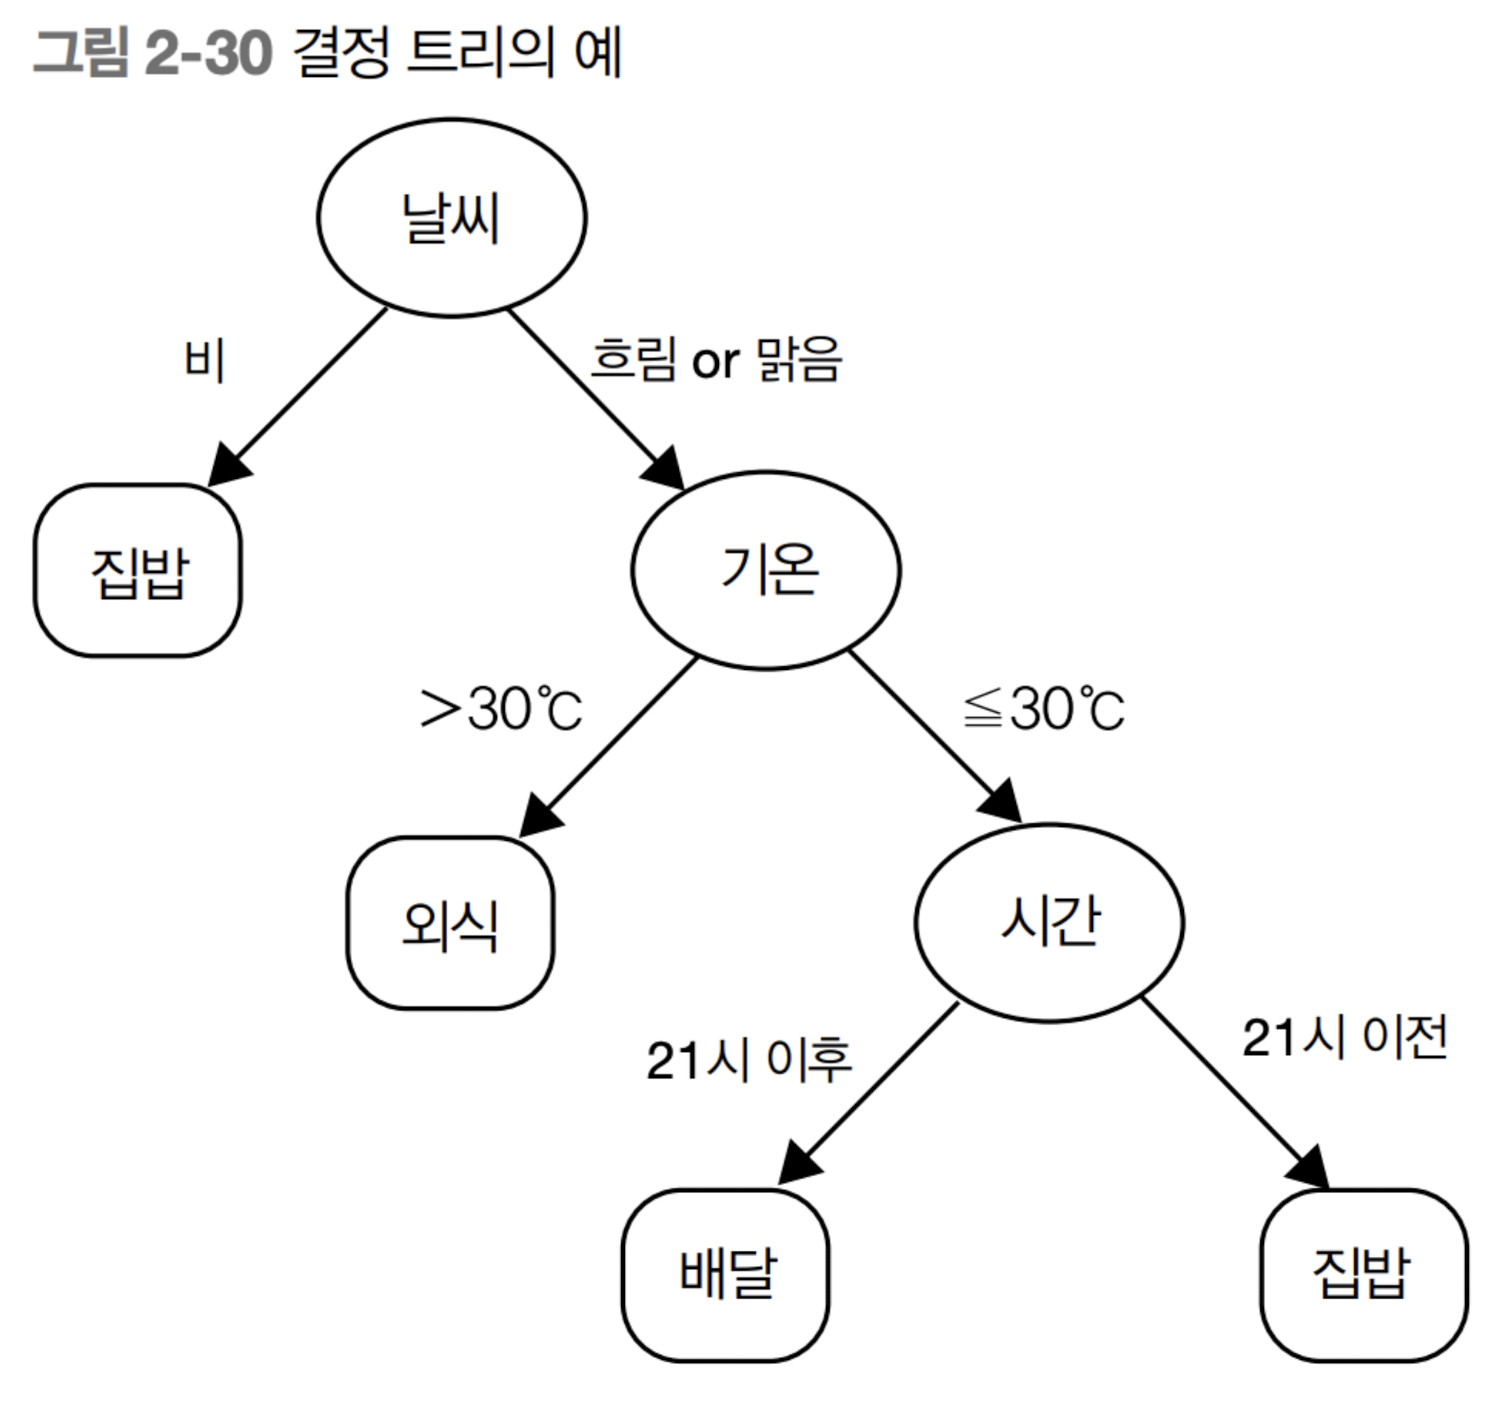 그림 2-30 결정 트리의 예
날씨
비
흐림 or 맑음
집밥
기온
>30℃
≦30℃
외식
시간
21시 이후
21시 이전
배달
집밥